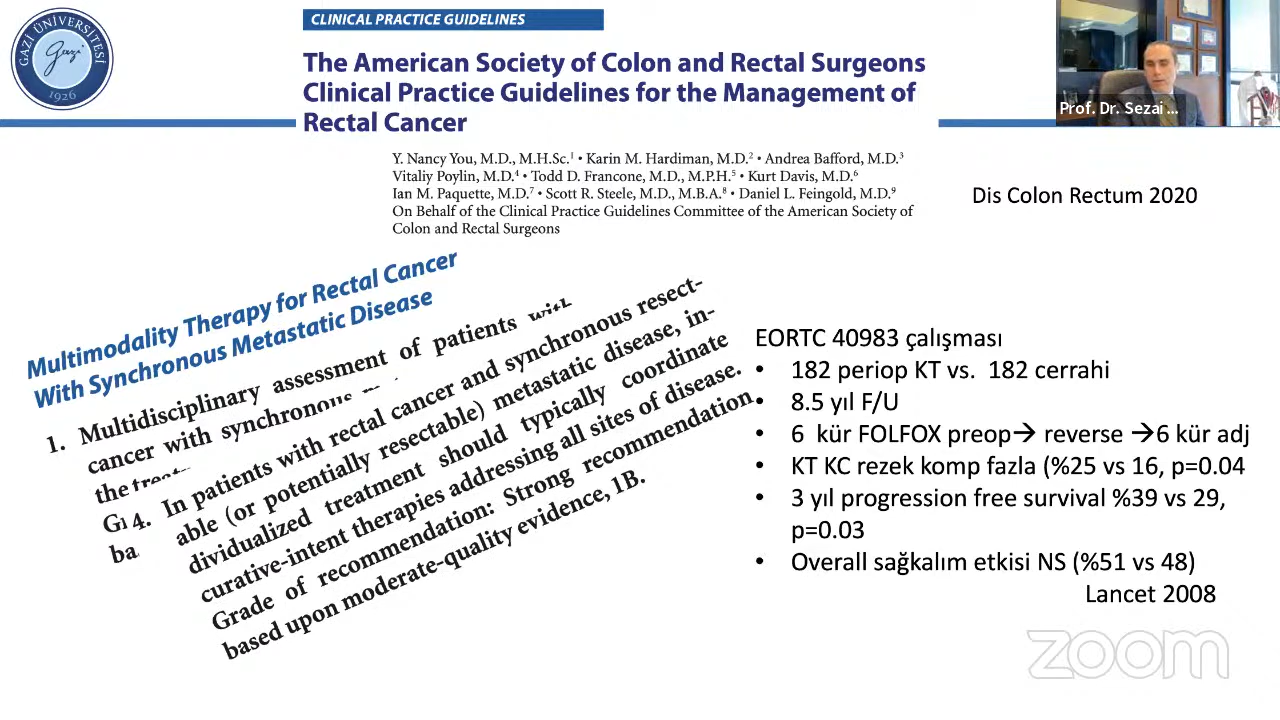 CLINICAL PRACTICE GUIDELINES
GAZİ ÜNİVERSİTESİ
Gazi
1926
The American Society of Colon and Rectal Surgeons
Clinical Practice Guidelines for the Management of
Rectal Cancer
Prof. Dr. Sezai ...
Y. Nancy You, M.D., M.H.Sc.1 • Karin M. Hardiman, M.D.2 • Andrea Bafford, M.D.3
Vitaliy Poylin, M.D.4 • Todd D. Francone, M.D., M.P.H.5 • Kurt Davis, M.D.6
Ian M. Paquette, M.D.7 • Scott R. Steele, M.D., M.B.A.8 • Daniel L. Feingold, M.D.9
On Behalf of the Clinical Practice Guidelines Committee of the American Society of
Colon and Rectal Surgeons
Dis Colon Rectum 2020
Multimodality Therapy for Rectal Cancer
With Synchronous Metastatic Disease
1. Multidisciplinary assessment of patients with
cancer with synchronous
the
ba
4. In patients with rectal cancer and synchronous resect-
able (or potentially resectable) metastatic disease, in-
dividualized treatment should typically coordinate
curative-intent therapies addressing all sites of disease.
Grade of recommendation: Strong recommendation
based upon moderate-quality evidence, 1B.
EORTC 40983 çalışması
• 182 periop KT vs. 182 cerrahi
• 8.5 yıl F/U
• 6 kür FOLFOX preop→ reverse →6 kür adj
• KT KC rezek komp fazla (%25 vs 16, p=0.04
• 3 yıl progression free survival %39 vs 29,
p=0.03
• Overall sağkalım etkisi NS (%51 vs 48)
Lancet 2008
zoom